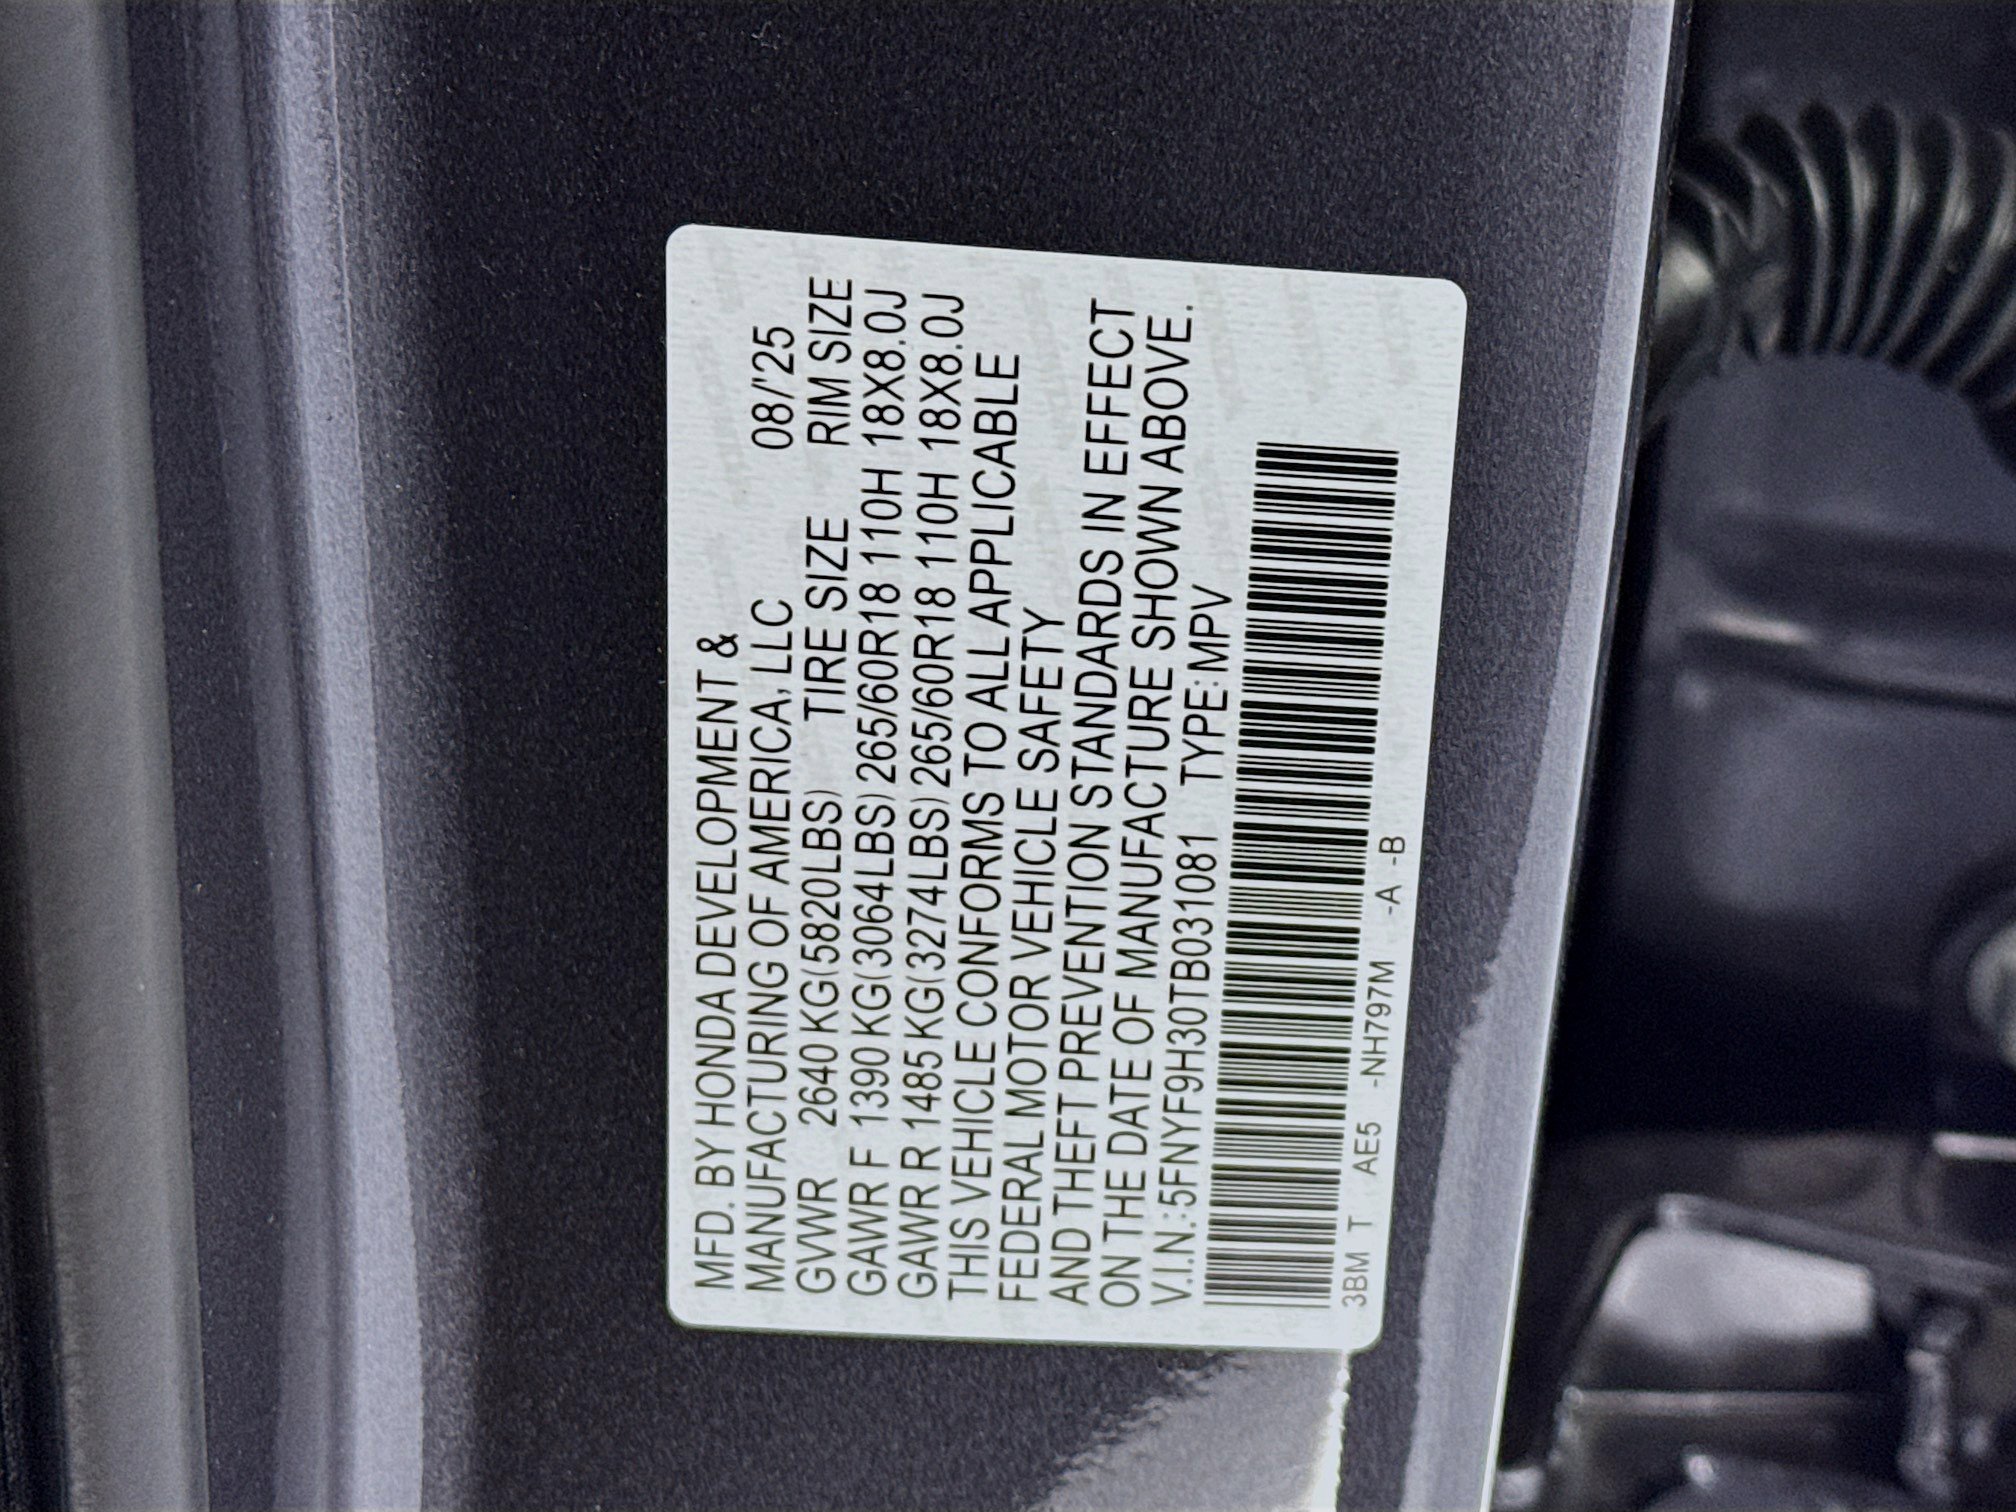 MFD. BY HONDA DEVELOPMENT &
MANUFACTURING OF AMERICA, LLC 08/'25
GVWR 2640 KG(5820LBS) TIRE SIZE RIM SIZE
GAWR F 1390 KG(3064LBS) 265/60R18 110H 18X8.0J
GAWR R 1485 KG(3274LBS) 265/60R18 110H 18X8.0J
THIS VEHICLE CONFORMS TO ALL APPLICABLE
FEDERAL MOTOR VEHICLE SAFETY
AND THEFT PREVENTION STANDARDS IN EFFECT
ON THE DATE OF MANUFACTURE SHOWN ABOVE.
V.I.N.: 5FNYF9H30TB031081 TYPE: MPV
3BM T AE5 -NH797M -A -B